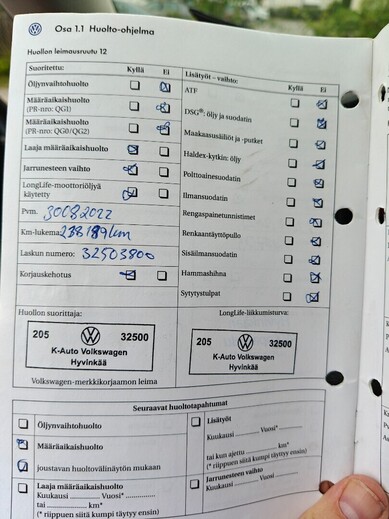 Osa 1.1 Huolto-ohjelma
Huollon leimausruutu 12
Suoritettu: Kyllä Ei
Öljynvaihtohuolto
Määräaikaishuolto
(PR-nro: QG1)
Määräaikaishuolto
(PR-nro: QG0/QG2)
Laaja määräaikaishuolto
Jarrunesteen vaihto
LongLife-moottoriöljyä
käytetty
Pvm. 30082022
Km-lukema: 238189km
Laskun numero: 32503800
Korjauskehotus
Lisätyöt – vaihto: Kyllä Ei
ATF
DSG®: öljy ja suodatin
Maakaasusäiliöt ja -putket
Haldex-kytkin: öljy
Polttoainesuodatin
Ilmansuodatin
Rengaspainetunnistimet
Renkaantäyttöpullo
Sisäilmansuodatin
Hammashihna
Sytytystulpat
Huollon suorittaja:
205 32500
K-Auto Volkswagen
Hyvinkää
Volkswagen-merkkikorjaamon leima
LongLife-liikkumisturva:
205 32500
K-Auto Volkswagen
Hyvinkää
Seuraavat huoltotapahtumat
Öljynvaihtohuolto
Määräaikaishuolto
joustavan huoltovälinäytön mukaan
Laaja määräaikaishuolto
Kuukausi Vuosi*
tai km*
(* riippuen siitä kumpi täytyy ensin)
Lisätyöt
Kuukausi Vuosi*
tai kun ajettu km*
(* riippuen siitä kumpi täytyy ensin)
Jarrunesteen vaihto
Kuukausi Vuosi